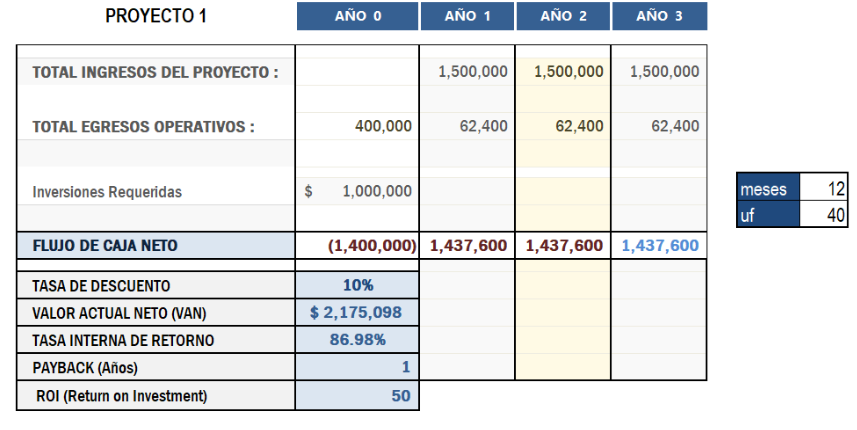 PROYECTO 1 AÑO 0 AÑO 1 AÑO 2 AÑO 3
TOTAL INGRESOS DEL PROYECTO : 1,500,000 1,500,000 1,500,000
TOTAL EGRESOS OPERATIVOS : 400,000 62,400 62,400 62,400
Inversiones Requeridas $ 1,000,000
meses 12
uf 40
FLUJO DE CAJA NETO (1,400,000) 1,437,600 1,437,600 1,437,600
TASA DE DESCUENTO 10%
VALOR ACTUAL NETO (VAN) $ 2,175,098
TASA INTERNA DE RETORNO 86.98%
PAYBACK (Años) 1
ROI (Return on Investment) 50